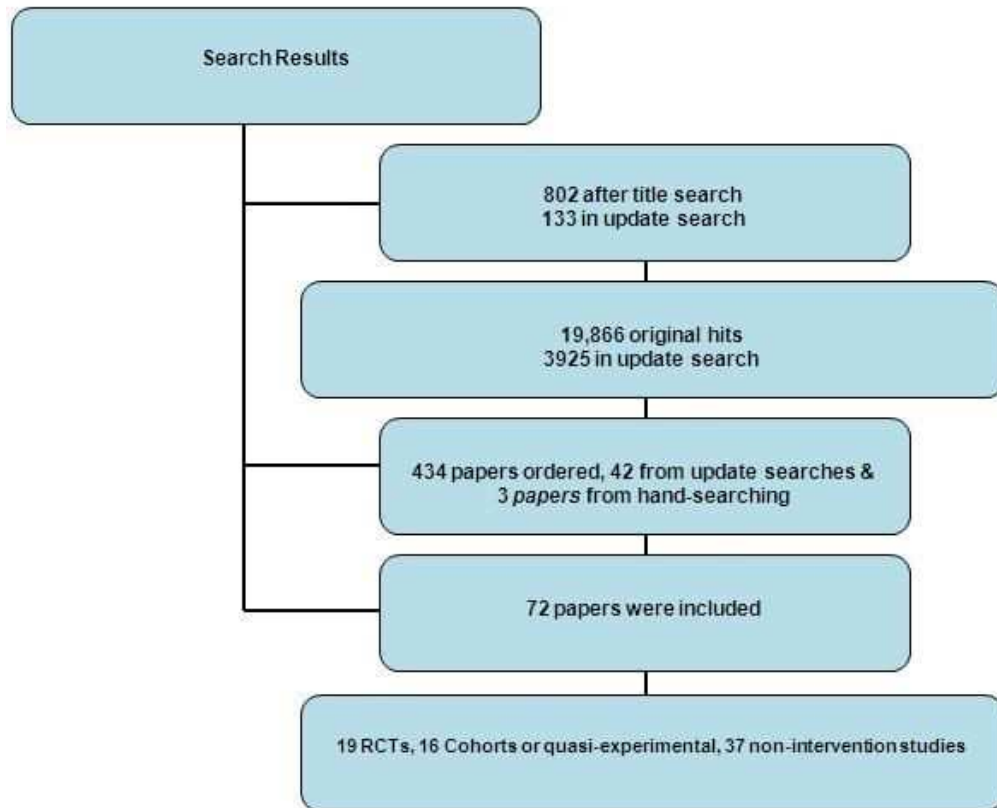 Search Results
802 after title search
133 in update search
19,866 original hits
3925 in update search
434 papers ordered, 42 from update searches &
3 papers from hand-searching
72 papers were included
19 RCTs, 16 Cohorts or quasi-experimental, 37 non-intervention studies